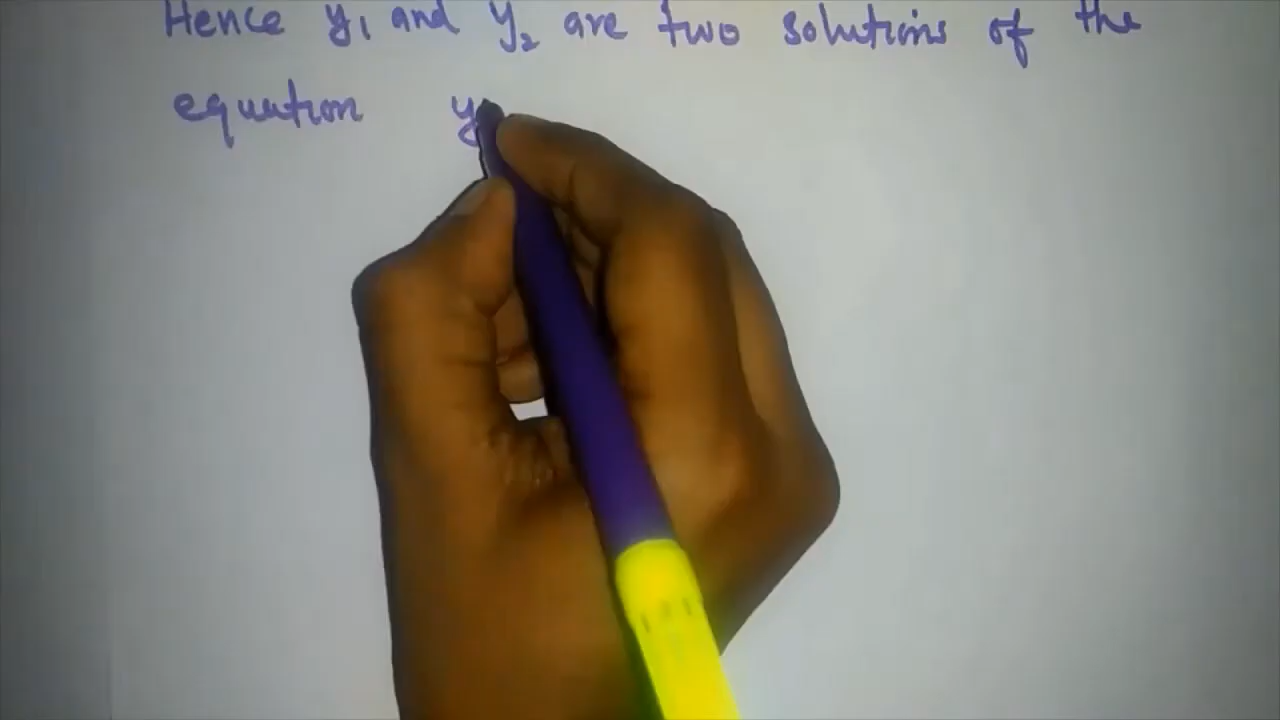 Hence y₁ and y₂ are two solutions of the
equation y